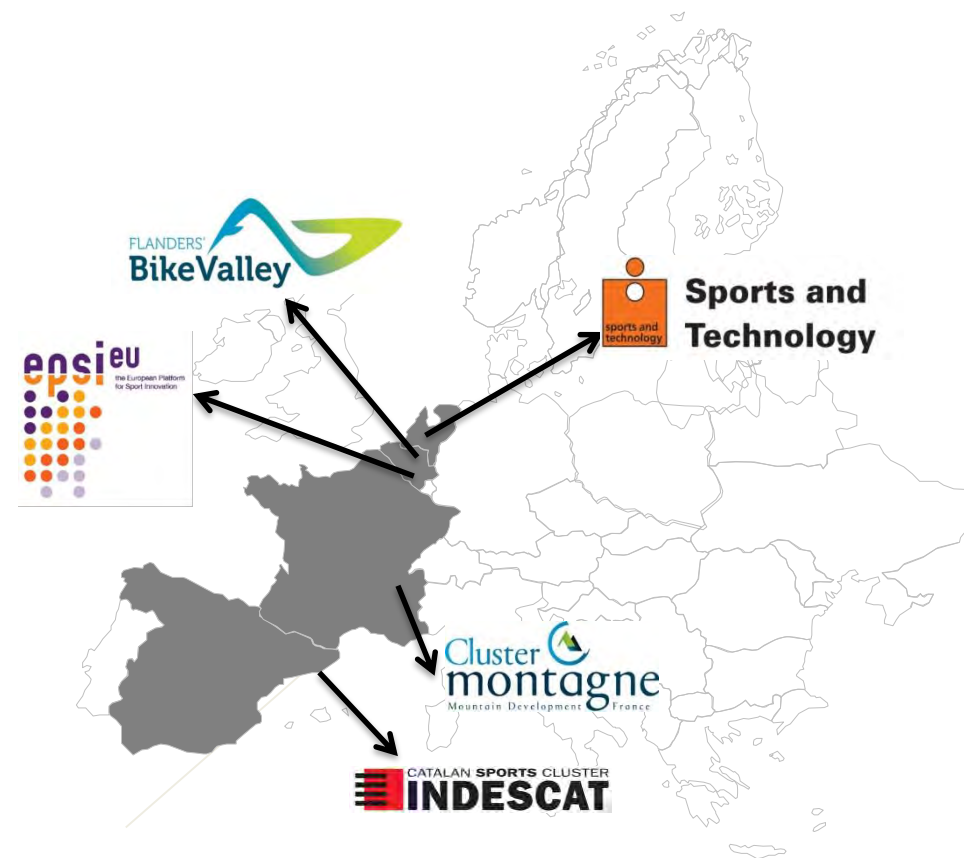 FLANDERS'
BikeValley
sports and
technology
Sports and
Technology
epsi eu
the European Platform
for Sport Innovation
Cluster
montagne
Mountain Development France
CATALAN SPORTS CLUSTER
INDESCAT